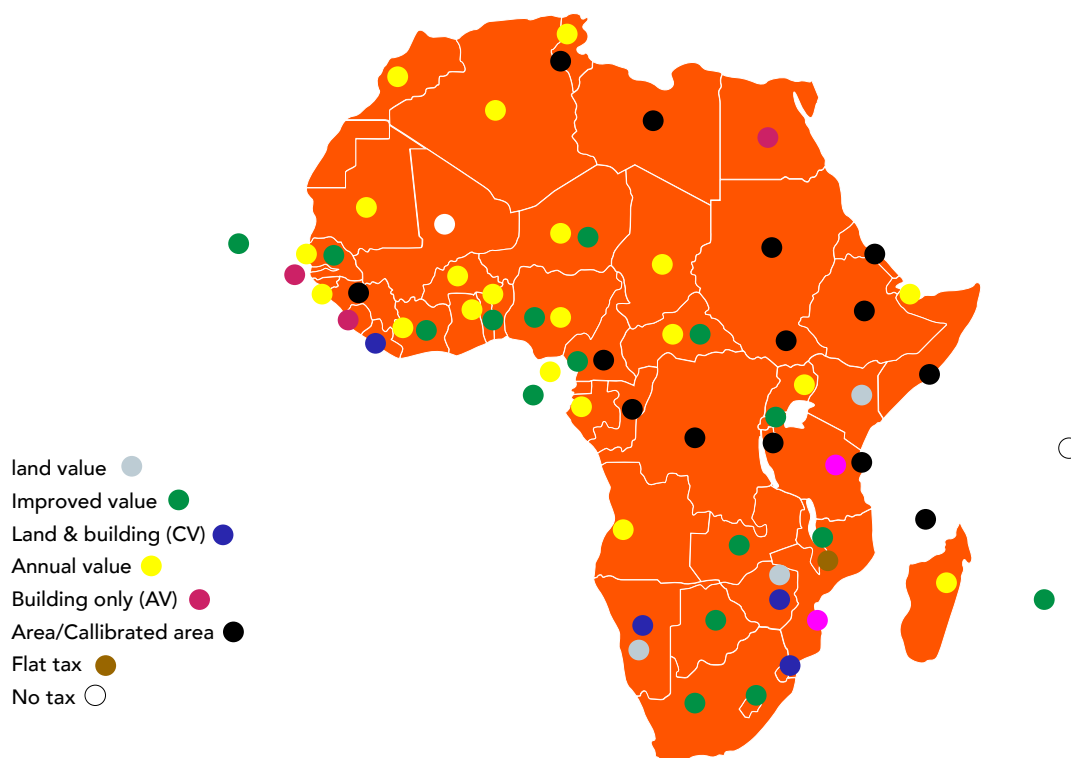 land value
Improved value
Land & building (CV)
Annual value
Building only (AV)
Area/Callibrated area
Flat tax
No tax